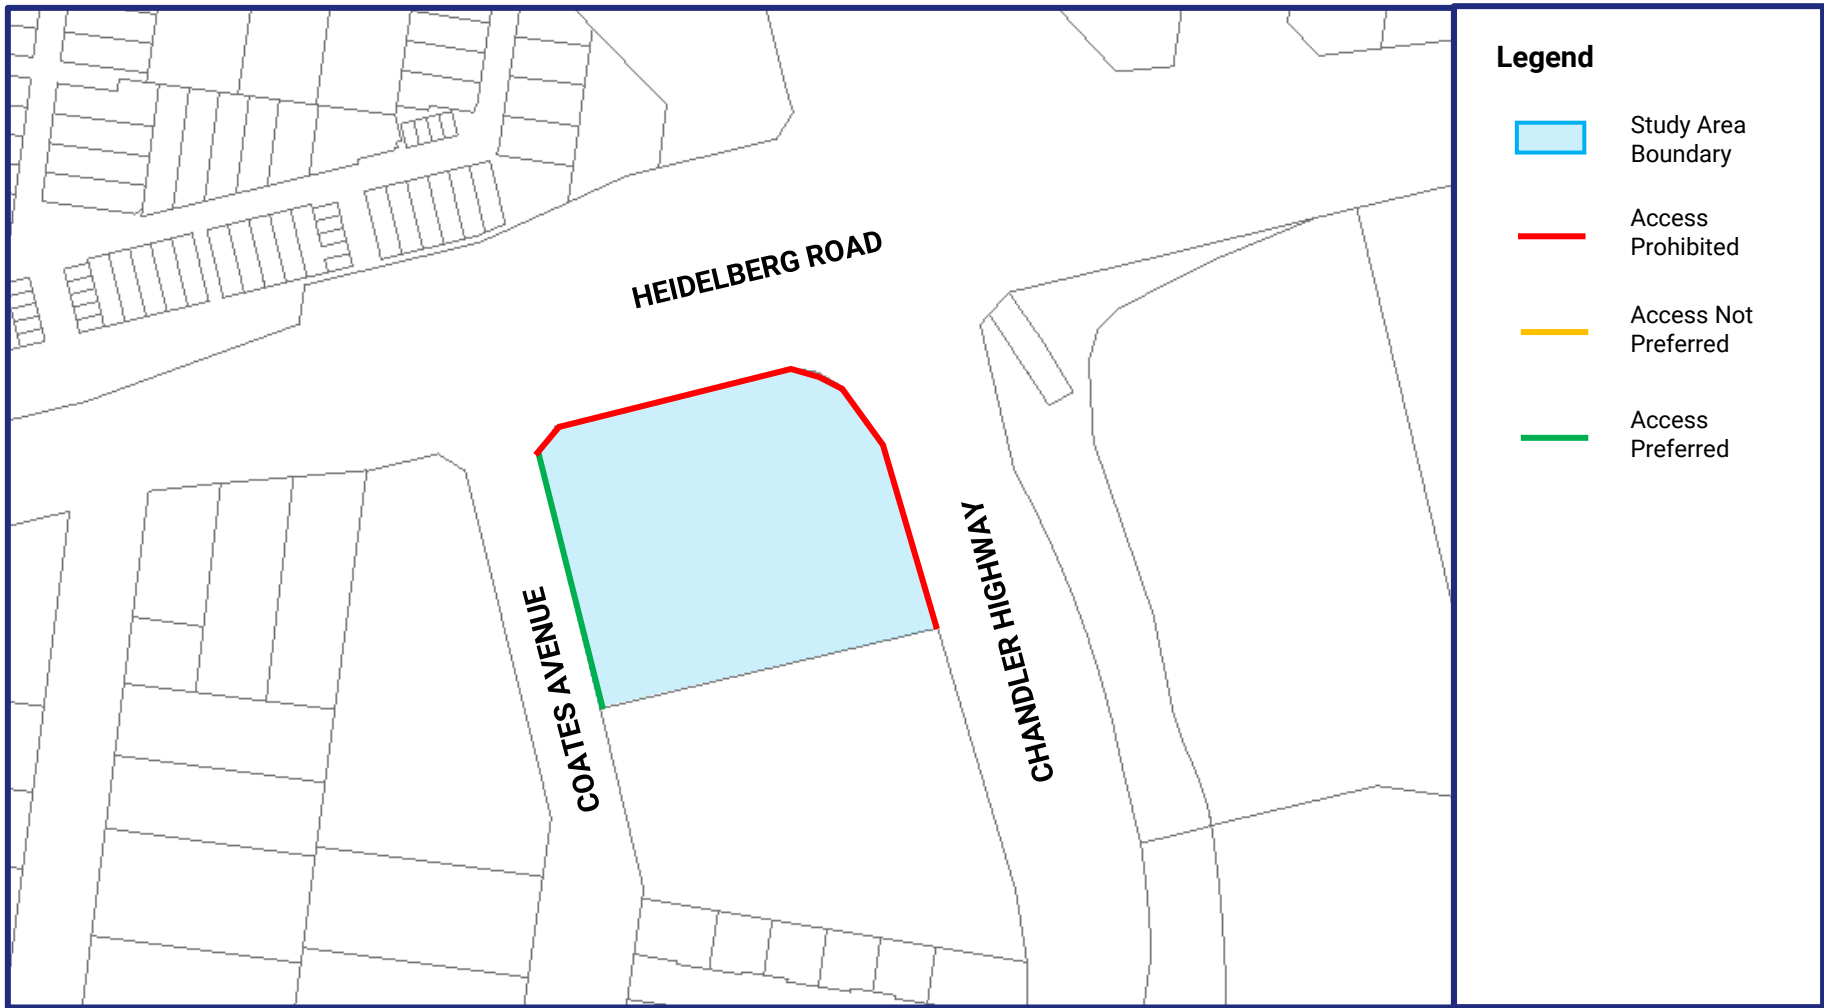 HEIDELBERG ROAD
COATES AVENUE
CHANDLER HIGHWAY
Legend
Study Area
Boundary
Access
Prohibited
Access Not
Preferred
Access
Preferred